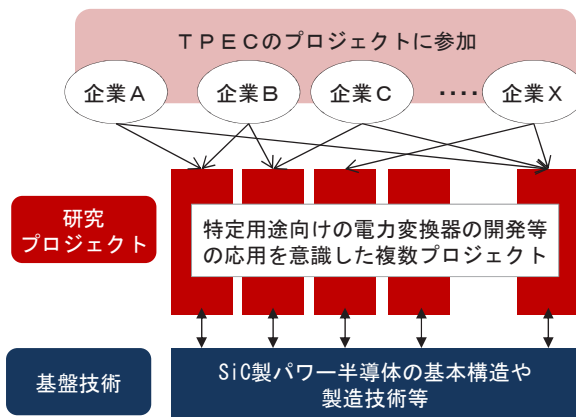 TPECのプロジェクトに参加
企業A
企業B
企業C
････
企業X
研究
プロジェクト
特定用途向けの電力変換器の開発等
の応用を意識した複数プロジェクト
基盤技術
SiC製パワー半導体の基本構造や
製造技術等